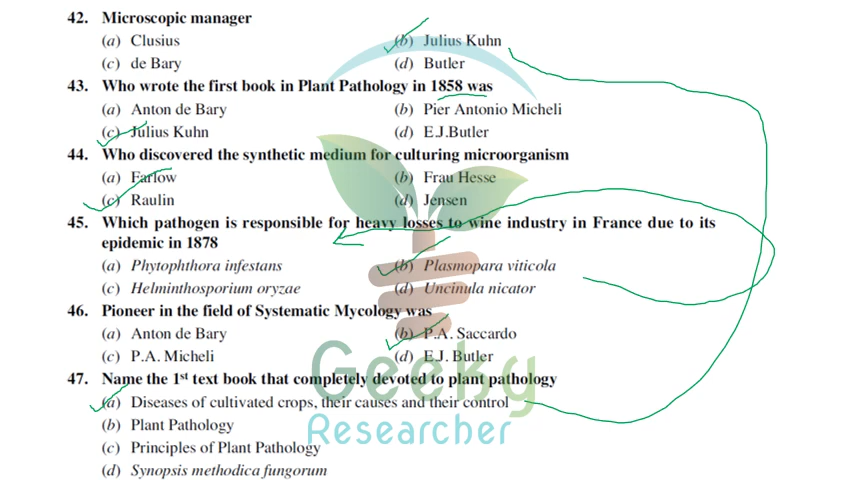 42. Microscopic manager
(a) Clusius (b) Julius Kuhn
(c) de Bary (d) Butler
43. Who wrote the first book in Plant Pathology in 1858 was
(a) Anton de Bary (b) Pier Antonio Micheli
(c) Julius Kuhn (d) E.J.Butler
44. Who discovered the synthetic medium for culturing microorganism
(a) Farlow (b) Frau Hesse
(c) Raulin (d) Jensen
45. Which pathogen is responsible for heavy losses to wine industry in France due to its
epidemic in 1878
(a) Phytophthora infestans (b) Plasmopara viticola
(c) Helminthosporium oryzae (d) Uncinula nicator
46. Pioneer in the field of Systematic Mycology was
(a) Anton de Bary (b) P.A. Saccardo
(c) P.A. Micheli (d) E.J. Butler
47. Name the 1st text book that completely devoted to plant pathology
(a) Diseases of cultivated crops, their causes and their control
(b) Plant Pathology
(c) Principles of Plant Pathology
(d) Synopsis methodica fungorum
Geeky
Researcher